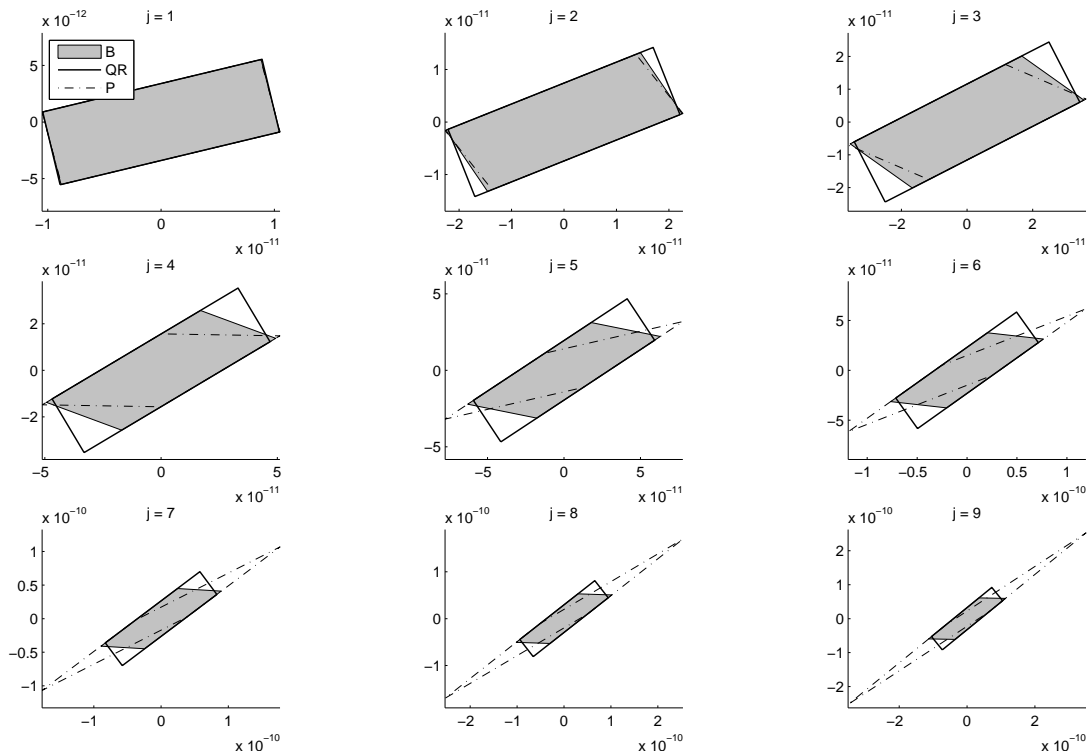 x 10⁻¹²
j = 1
B
QR
P
5
0
−5
−1
0
1
x 10⁻¹¹
x 10⁻¹¹
j = 2
1
0
−1
−2
−1
0
1
2
x 10⁻¹¹
x 10⁻¹¹
j = 3
2
1
0
−1
−2
−2
0
2
x 10⁻¹¹
x 10⁻¹¹
j = 4
2
0
−2
−5
0
5
x 10⁻¹¹
x 10⁻¹¹
j = 5
5
0
−5
−5
0
5
x 10⁻¹¹
x 10⁻¹¹
j = 6
5
0
−5
−1
−0.5
0
0.5
1
x 10⁻¹⁰
x 10⁻¹⁰
j = 7
1
0.5
0
−0.5
−1
−1
0
1
x 10⁻¹⁰
x 10⁻¹⁰
j = 8
1
0
−1
−2
−1
0
1
2
x 10⁻¹⁰
x 10⁻¹⁰
j = 9
2
1
0
−1
−2
−2
0
2
x 10⁻¹⁰